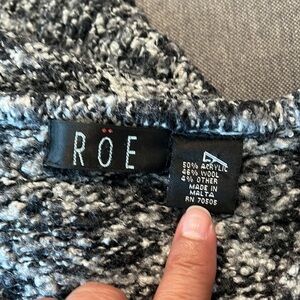 RÖE
50% ACRYLIC
46% WOOL
4% OTHER
MADE IN
MALTA
RN 70505